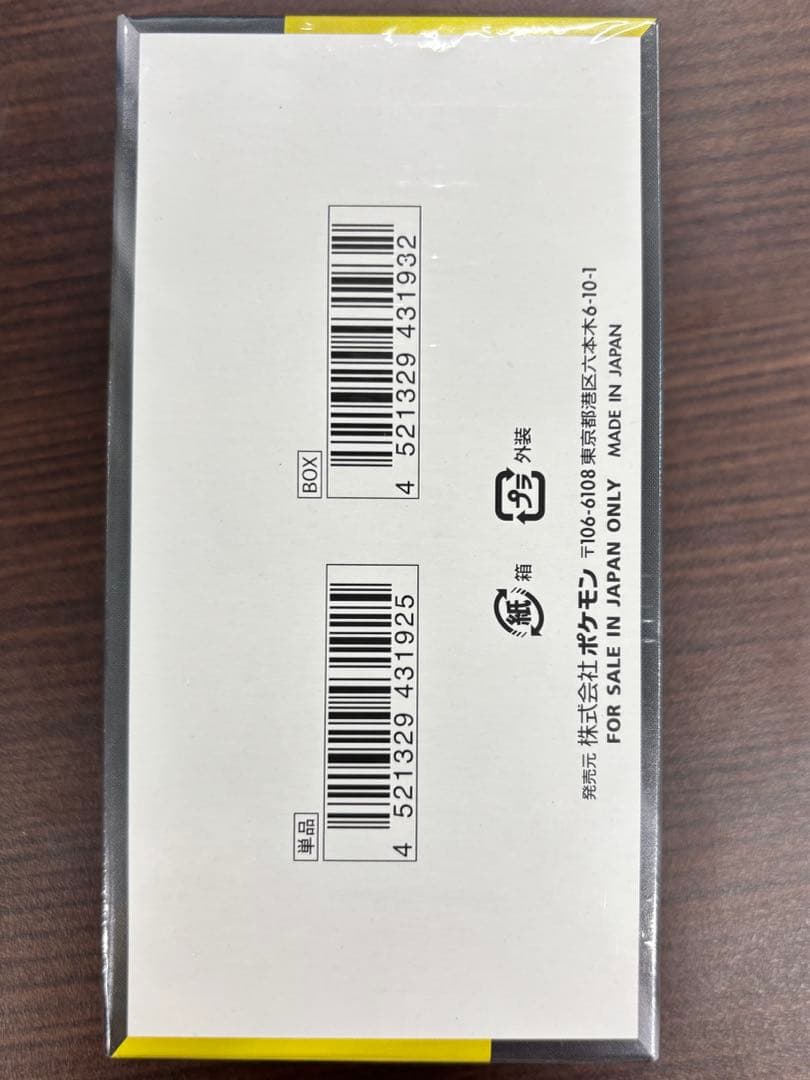 単品
4 521329 431925
BOX
4 521329 431932
紙 箱 プラ 外装
発売元 株式会社 ポケモン 〒106-6108 東京都港区六本木6-10-1
FOR SALE IN JAPAN ONLY MADE IN JAPAN